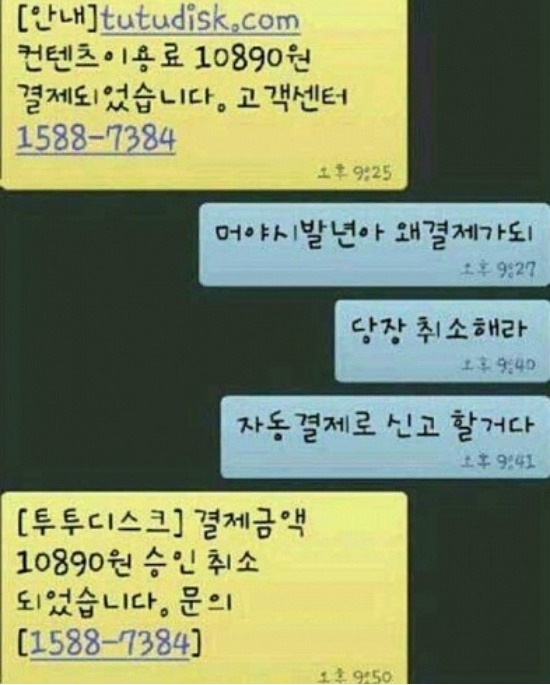 [안내]tutudisk.com
컨텐츠이용료 10890원
결제되었습니다. 고객센터
1588-7384
오후 9:25
머야시발년아 왜결제가되
오후 9:27
당장 취소해라
오후 9:40
자동결제로 신고 할거다
오후 9:41
[투투디스크] 결제금액
10890원 승인 취소
되었습니다. 문의
[1588-7384]
오후 9:50